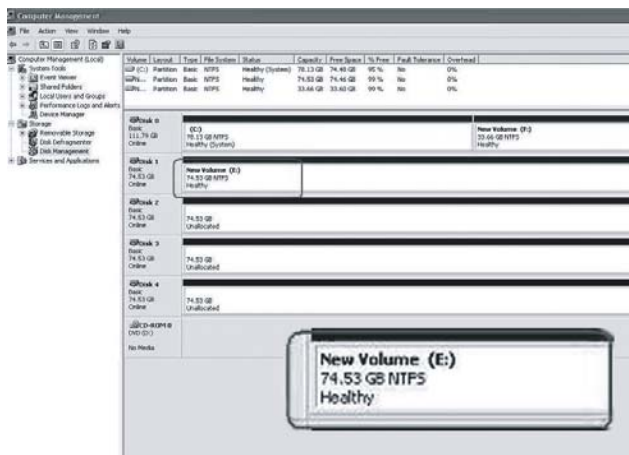 Computer Management
File Action View Window Help
Computer Management (Local)
System Tools
Event Viewer
Shared Folders
Local Users and Groups
Performance Logs and Alerts
Device Manager
Storage
Removable Storage
Disk Defragmenter
Disk Management
Services and Applications
Volume Layout Type File System Status Capacity Free Space % Free Fault Tolerance Overhead
(C:) Partition Basic NTFS Healthy (System) 78.13 GB 74.48 GB 95 % No 0%
Partition Basic NTFS Healthy 74.53 GB 74.46 GB 99 % No 0%
Partition Basic NTFS Healthy 33.66 GB 33.60 GB 99 % No 0%
Disk 0
Basic
111.79 GB
Online
(C:)
78.13 GB NTFS
Healthy (System)
New Volume (F:)
33.66 GB NTFS
Healthy
Disk 1
Basic
74.53 GB
Online
New Volume (E:)
74.53 GB NTFS
Healthy
Disk 2
Basic
74.53 GB
Online
74.53 GB
Unallocated
Disk 3
Basic
74.53 GB
Online
74.53 GB
Unallocated
Disk 4
Basic
74.53 GB
Online
74.53 GB
Unallocated
CD-ROM 0
DVD (D:)
No Media
New Volume (E:)
74.53 GB NTFS
Healthy